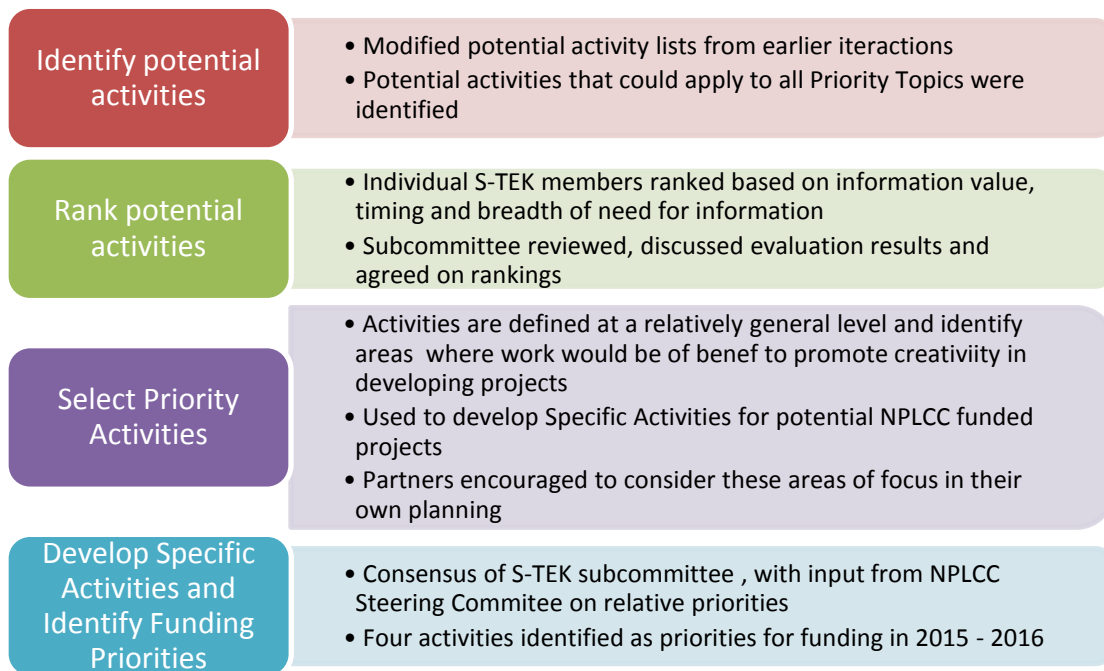 Identify potential
activities
• Modified potential activity lists from earlier iteractions
• Potential activities that could apply to all Priority Topics were
identified
Rank potential
activities
• Individual S-TEK members ranked based on information value,
timing and breadth of need for information
• Subcommittee reviewed, discussed evaluation results and
agreed on rankings
Select Priority
Activities
• Activities are defined at a relatively general level and identify
areas  where work would be of benef to promote creativiity in
developing projects
• Used to develop Specific Activities for potential NPLCC funded
projects
• Partners encouraged to consider these areas of focus in their
own planning
Develop Specific
Activities and
Identify Funding
Priorities
• Consensus of S-TEK subcommittee , with input from NPLCC
Steering Commitee on relative priorities
• Four activities identified as priorities for funding in 2015 - 2016